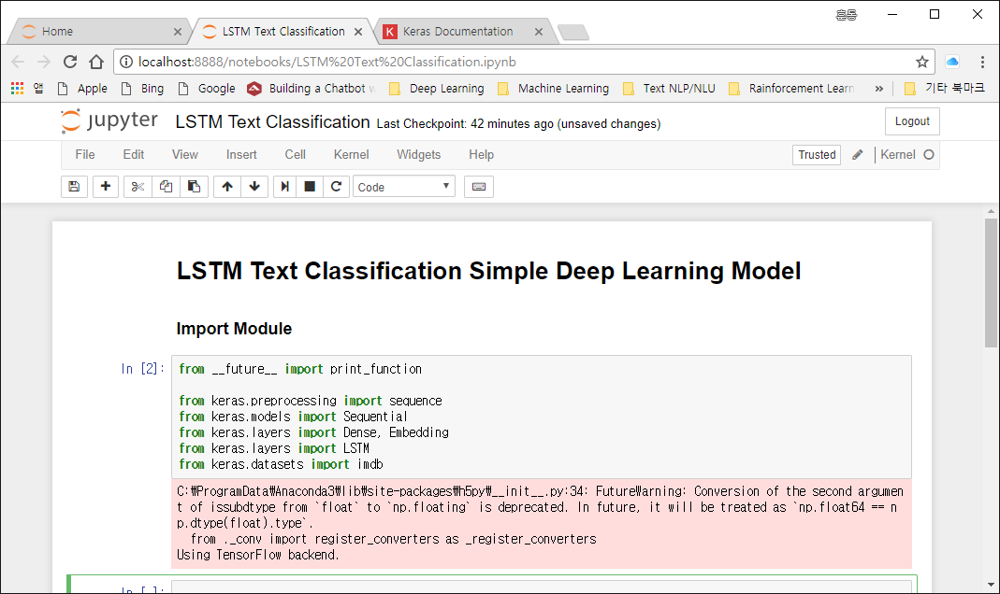 홍동
Home
LSTM Text Classification
Keras Documentation
localhost:8888/notebooks/LSTM%20Text%20Classification.ipynb
앱 Apple Bing Google Building a Chatbot Deep Learning Machine Learning Text NLP/NLU Rainforcement Learn » 기타 북마크
jupyter LSTM Text Classification Last Checkpoint: 42 minutes ago (unsaved changes) Logout
File Edit View Insert Cell Kernel Widgets Help Trusted Kernel
Code
LSTM Text Classification Simple Deep Learning Model
Import Module
In [2]: from __future__ import print_function
from keras.preprocessing import sequence
from keras.models import Sequential
from keras.layers import Dense, Embedding
from keras.layers import LSTM
from keras.datasets import imdb
C:₩ProgramData₩Anaconda3₩lib₩site-packages₩h5py₩__init__.py:34: FutureWarning: Conversion of the second argumen
t of issubdtype from `float` to `np.floating` is deprecated. In future, it will be treated as `np.float64 == n
p.dtype(float).type`.
from ._conv import register_converters as _register_converters
Using TensorFlow backend.
In [ ]: